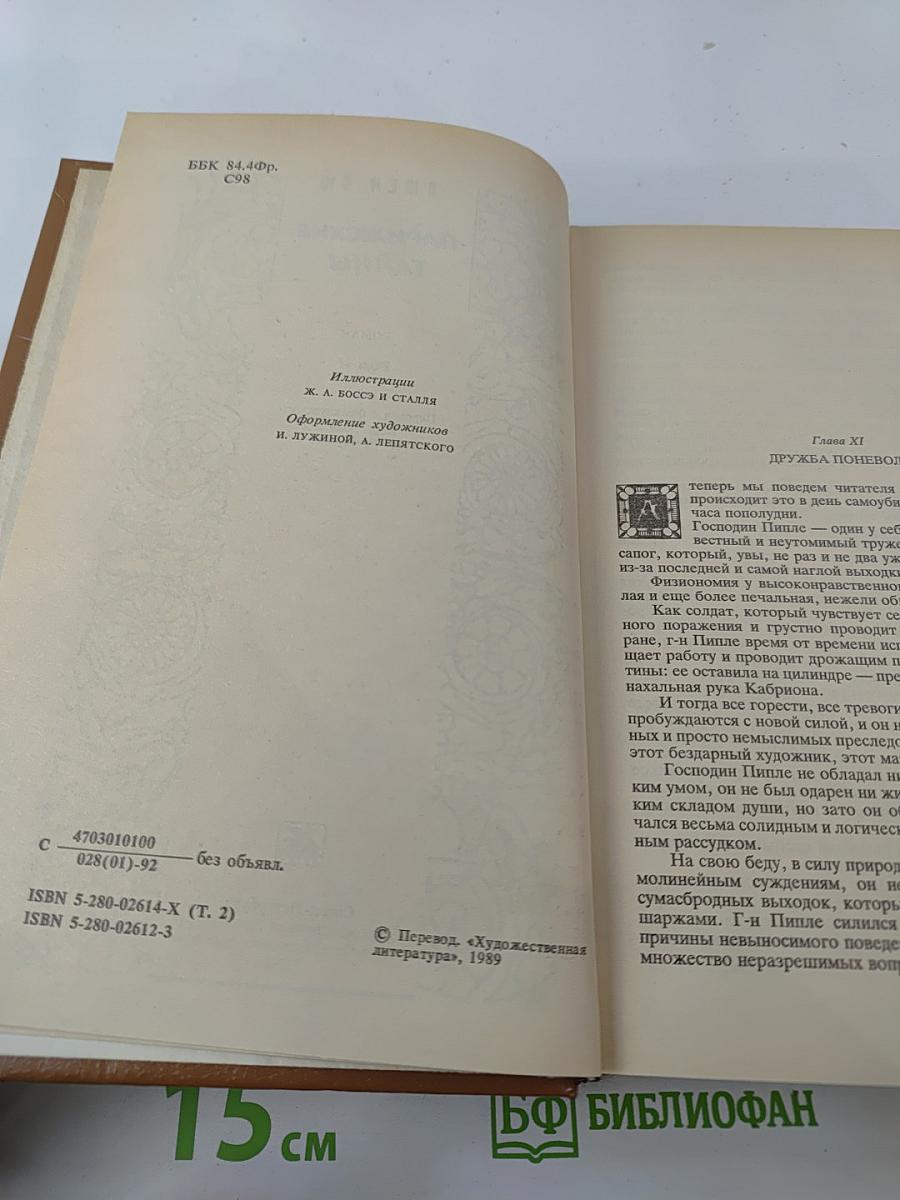 ББК 84.4Фр.
С98
ПАРИЖСКИЕ
ТАЙНЫ
Иллюстрации
Ж. А. БОССЭ И СТАЛЛЯ
Оформление художников
И. ЛУЖИНОЙ, А. ЛЕПЯТСКОГО
С 4703010100 без объявл.
028(01)-92
ISBN 5-280-02614-X (Т. 2)
ISBN 5-280-02612-3
© Перевод. «Художественная
литература», 1989
Глава XI
ДРУЖБА ПОНЕВОЛ
А теперь мы поведем читателя
происходит это в день самоуби
часа пополудни.
Господин Пипле — один у себ
вестный и неутомимый труже
сапог, который, увы, не раз и не два уж
из-за последней и самой наглой выходки
Физиономия у высоконравственног
лая и еще более печальная, нежели об
Как солдат, который чувствует се
ного поражения и грустно проводит
ране, г-н Пипле время от времени исп
щает работу и проводит дрожащим п
тины: ее оставила на цилиндре — пре
нахальная рука Кабриона.
И тогда все горести, все тревоги
пробуждаются с новой силой, и он н
ных и просто немыслимых преследо
этот бездарный художник, этот ма
Господин Пипле не обладал ни
ким умом, он не был одарен ни жи
ким складом души, но зато он об
чался весьма солидным и логическ
ным рассудком.
На свою беду, в силу природ
молинейным суждениям, он не
сумасбродных выходок, которы
шаржами. Г-н Пипле силился
причины невыносимого поведе
множество неразрешимых вопр
15 см
БФ БИБЛИОФАН